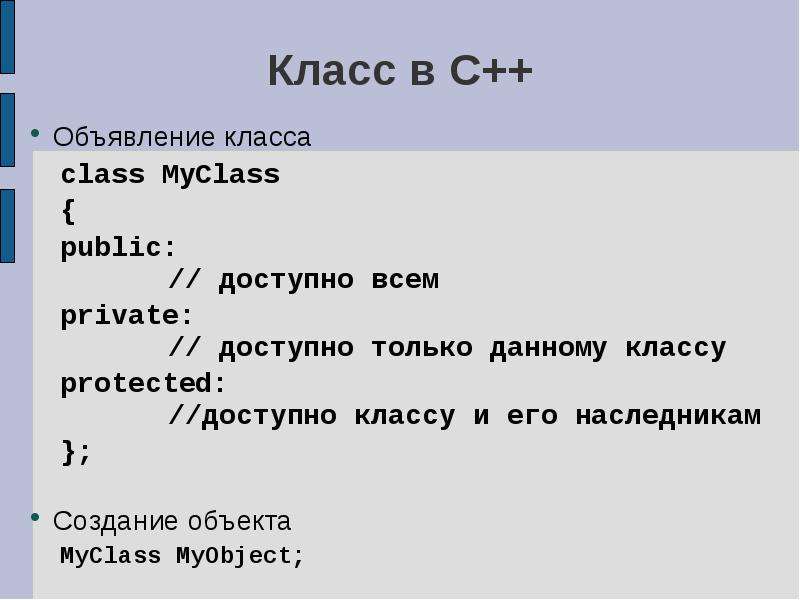 Класс в C++
Объявление класса
class MyClass
{
public:
// доступно всем
private:
// доступно только данному классу
protected:
//доступно классу и его наследникам
};
Создание объекта
MyClass MyObject;